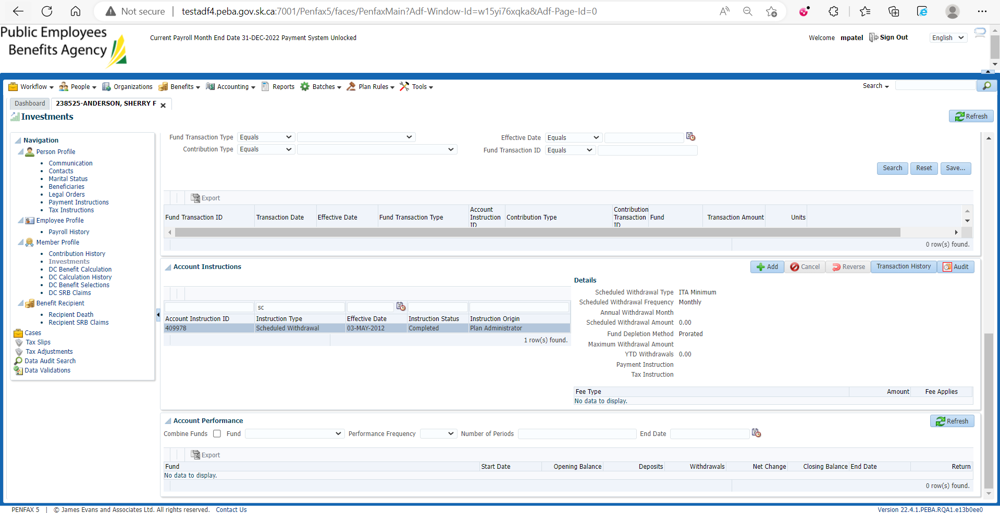 Not secure | testadf4.peba.gov.sk.ca:7001/Penfax5/faces/PenfaxMain?Adf-Window-Id=w15yi76xqka&Adf-Page-Id=0
Public Employees
Benefits Agency
Current Payroll Month End Date 31-DEC-2022 Payment System Unlocked
Welcome mpatel Sign Out English
Workflow People Organizations Benefits Accounting Reports Batches Plan Rules Tools Search
Dashboard 238525-ANDERSON, SHERRY F
Investments Refresh
Navigation
Person Profile
Communication
Contacts
Marital Status
Beneficiaries
Legal Orders
Payment Instructions
Tax Instructions
Employee Profile
Payroll History
Member Profile
Contribution History
Investments
DC Benefit Calculation
DC Calculation History
DC Benefit Selections
DC SRB Claims
Benefit Recipient
Recipient Death
Recipient SRB Claims
Cases
Tax Slips
Tax Adjustments
Data Audit Search
Data Validations
Fund Transaction Type Equals Effective Date Equals
Contribution Type Equals Fund Transaction ID Equals
Search Reset Save...
Export
Fund Transaction ID Transaction Date Effective Date Fund Transaction Type Account Instruction ID Contribution Type Contribution Transaction ID Fund Transaction Amount Units
0 row(s) found.
Account Instructions Add Cancel Reverse Transaction History Audit
sc
Account Instruction ID Instruction Type Effective Date Instruction Status Instruction Origin
409978 Scheduled Withdrawal 03-MAY-2012 Completed Plan Administrator
1 row(s) found.
Details
Scheduled Withdrawal Type ITA Minimum
Scheduled Withdrawal Frequency Monthly
Annual Withdrawal Month
Scheduled Withdrawal Amount 0.00
Fund Depletion Method Prorated
Maximum Withdrawal Amount
YTD Withdrawals 0.00
Payment Instruction
Tax Instruction
Fee Type Amount Fee Applies
No data to display.
Account Performance Refresh
Combine Funds Fund Performance Frequency Number of Periods End Date
Export
Fund Start Date Opening Balance Deposits Withdrawals Net Change Closing Balance End Date Return
No data to display.
0 row(s) found.
PENFAX 5 | © James Evans and Associates Ltd. All rights reserved. Contact Us Version 22.4.1.PEBA.RQA1.e13b0ee0